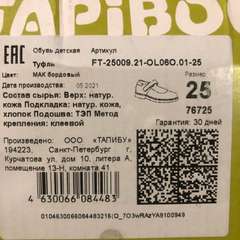 TAPIBOO
ЕАС
Обувь детская Артикул
Туфли FT-25009.21-OL06O.01-25
Цвет: МАК бордовый Размер
Дата производства: 05.2021
25
76725
Состав сырья: Верх: натур.
кожа Подкладка: натур. кожа,
хлопок Подошва: ТЭП Метод
крепления: клеевой
Гарантия: 30 дней
Произведено: ООО «ТАПИБУ»
194223, Санкт-Петербург г,
Курчатова ул, дом 10, литера А,
помещение 13-Н, комната 41
4 630066 084483